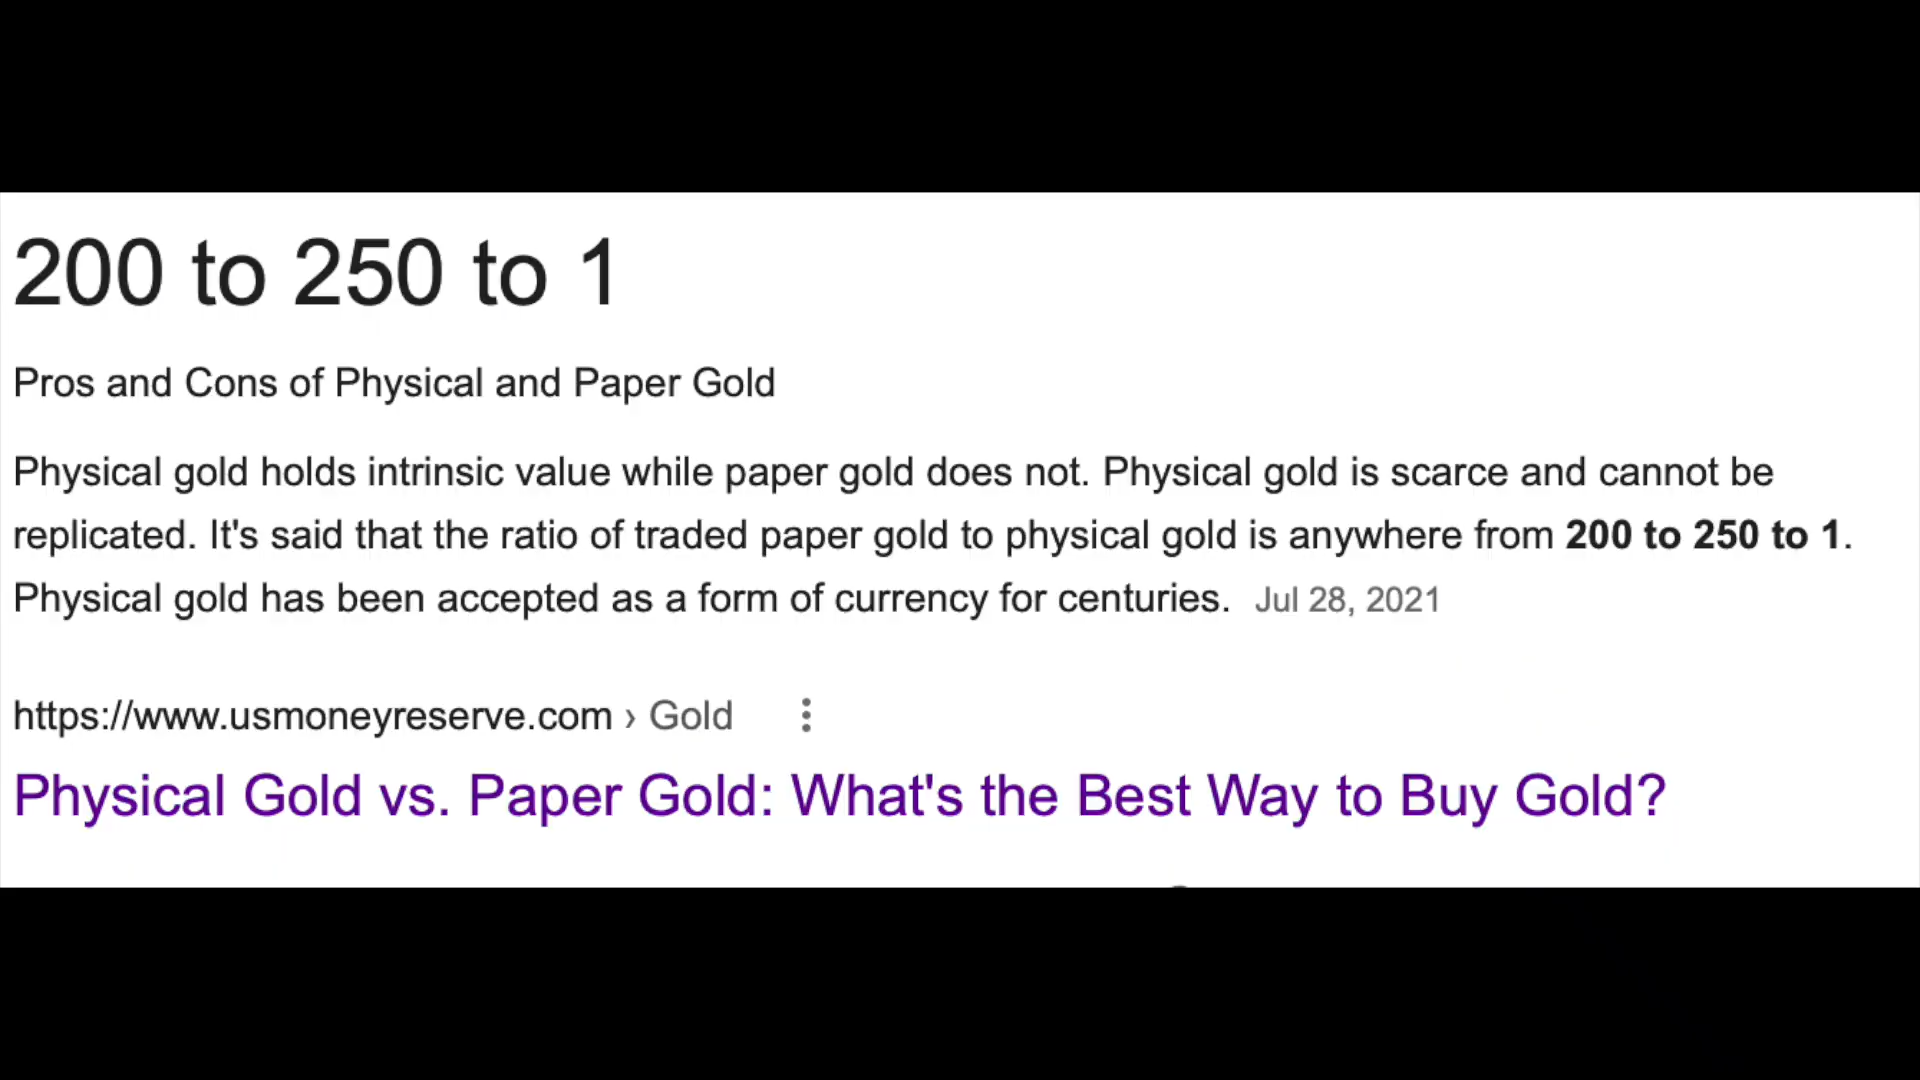 200 to 250 to 1
Pros and Cons of Physical and Paper Gold
Physical gold holds intrinsic value while paper gold does not. Physical gold is scarce and cannot be
replicated. It's said that the ratio of traded paper gold to physical gold is anywhere from 200 to 250 to 1.
Physical gold has been accepted as a form of currency for centuries. Jul 28, 2021
https://www.usmoneyreserve.com › Gold
Physical Gold vs. Paper Gold: What's the Best Way to Buy Gold?